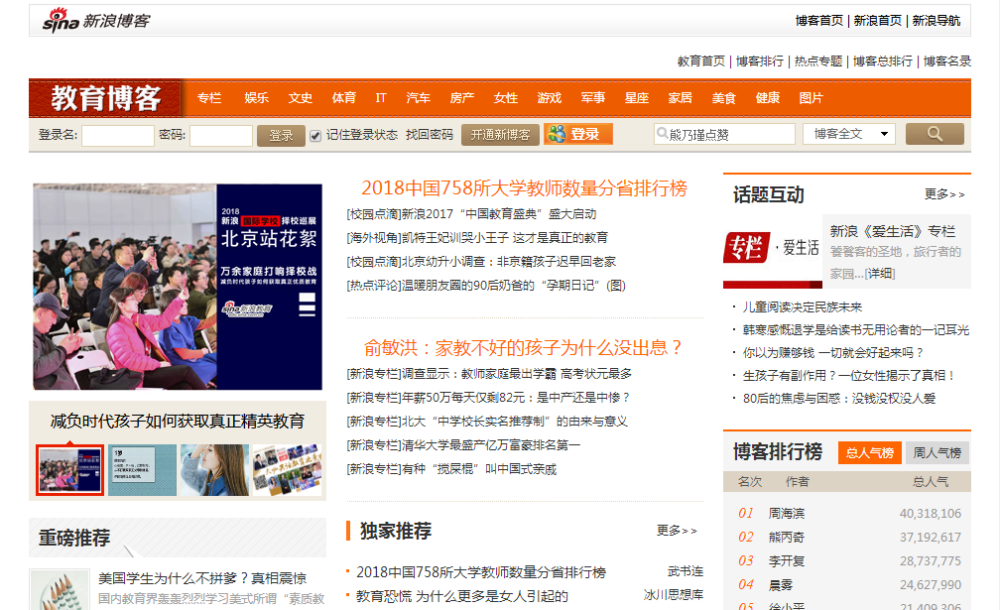 sina 新浪博客
博客首页 | 新浪首页 | 新浪导航
教育首页 | 博客排行 | 热点专题 | 博客总排行 | 博客名录
教育博客 专栏 娱乐 文史 体育 IT 汽车 房产 女性 游戏 军事 星座 家居 美食 健康 图片
登录名: 密码: 登录 记住登录状态 找回密码 开通新博客 登录 熊乃瑾点赞 博客全文
2018
新浪 国际学校 择校巡展
北京站花絮
万余家庭打响择校战
减负时代孩子如何获取真正优质教育
sina 新浪教育
减负时代孩子如何获取真正精英教育
重磅推荐
美国学生为什么不拼爹？真相震惊
国内教育界轰轰烈烈学习美式所谓“素质教
2018中国758所大学教师数量分省排行榜
[校园点滴]新浪2017“中国教育盛典”盛大启动
[海外视角]凯特王妃训哭小王子 这才是真正的教育
[校园点滴]北京幼升小调查：非京籍孩子迟早回老家
[热点评论]温暖朋友圈的90后奶爸的“孕期日记”(图)
俞敏洪：家教不好的孩子为什么没出息？
[新浪专栏]调查显示：教师家庭最出学霸 高考状元最多
[新浪专栏]年薪50万每天仅剩82元：是中产还是中惨？
[新浪专栏]北大“中学校长实名推荐制”的由来与意义
[新浪专栏]清华大学最盛产亿万富豪排名第一
[新浪专栏]有种“搅屎棍”叫中国式亲戚
独家推荐 更多>>
2018中国758所大学教师数量分省排行榜 武书连
教育恐慌 为什么更多是女人引起的 冰川思想库
话题互动 更多>>
专栏 · 爱生活
新浪《爱生活》专栏
饕餮客的圣地，旅行者的
家园...[详细]
· 儿童阅读决定民族未来
· 韩寒感慨退学是给读书无用论者的一记耳光
· 你以为赚够钱 一切就会好起来吗？
· 生孩子有副作用？一位女性揭示了真相！
· 80后的焦虑与困惑：没钱没权没人爱
博客排行榜 总人气榜 周人气榜
名次 作者 总人气
01 周海滨 40,318,106
02 熊丙奇 37,192,617
03 李开复 28,737,775
04 晨雾 24,627,990
05 徐小平 21,409,306